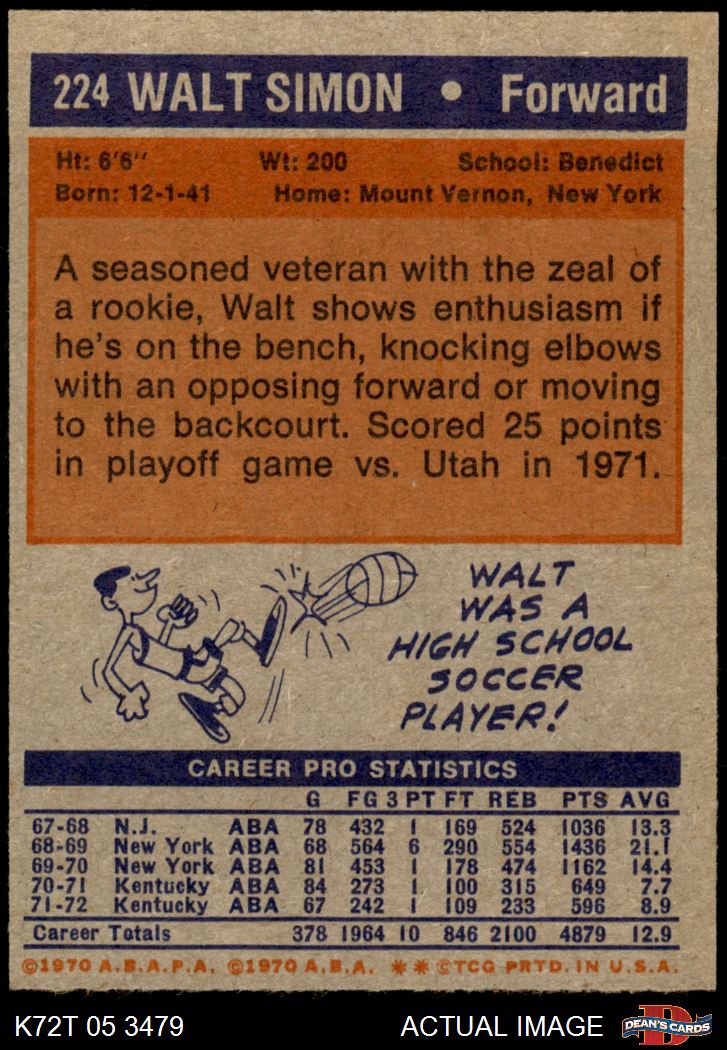 224 WALT SIMON • Forward
Ht: 6'6" Wt: 200 School: Benedict
Born: 12-1-41 Home: Mount Vernon, New York
A seasoned veteran with the zeal of
a rookie, Walt shows enthusiasm if
he's on the bench, knocking elbows
with an opposing forward or moving
to the backcourt. Scored 25 points
in playoff game vs. Utah in 1971.
WALT
WAS A
HIGH SCHOOL
SOCCER
PLAYER!
CAREER PRO STATISTICS
G FG 3 PT FT REB PTS AVG
67-68 N.J. ABA 78 432 1 169 524 1036 13.3
68-69 New York ABA 68 564 6 290 554 1436 21.1
69-70 New York ABA 81 453 1 178 474 1162 14.4
70-71 Kentucky ABA 84 273 1 100 315 649 7.7
71-72 Kentucky ABA 67 242 1 109 233 596 8.9
Career Totals 378 1964 10 846 2100 4879 12.9
©1970 A.B.A.P.A. ©1970 A.B.A. ** ©TCG PRTD. IN U.S.A.
K72T 05 3479 ACTUAL IMAGE D DEAN'S CARDS